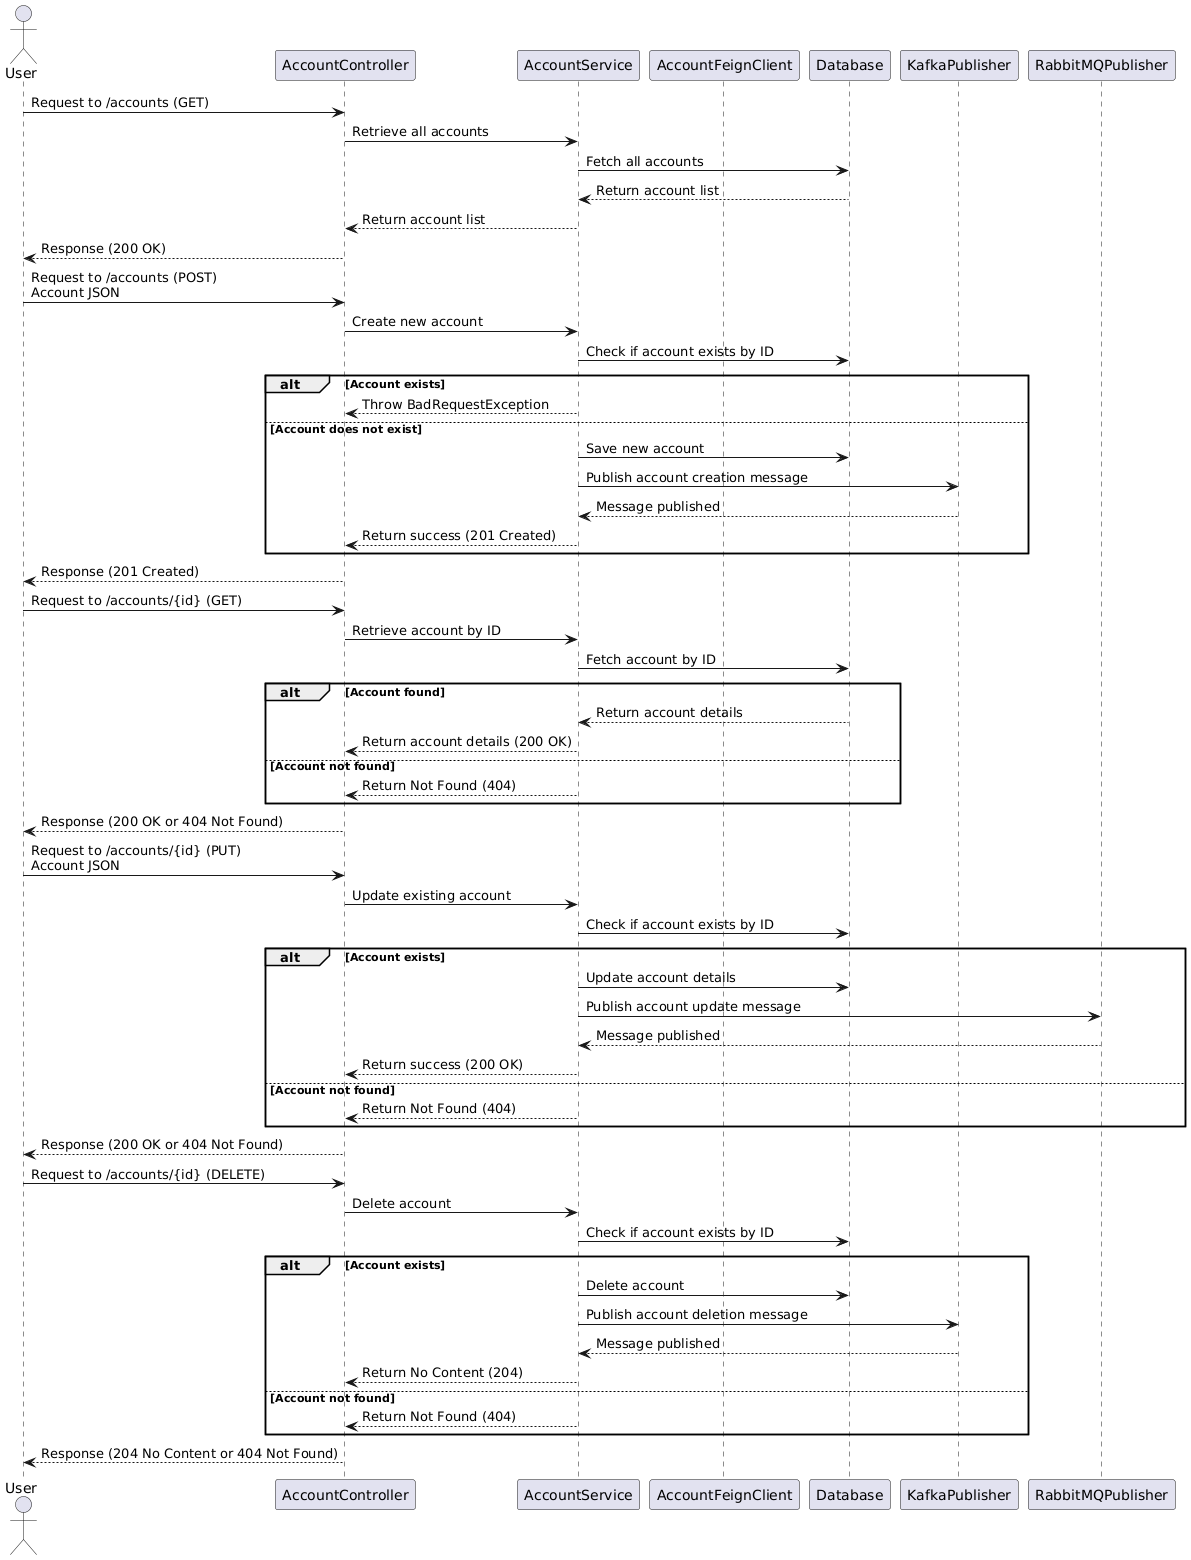 User
AccountController
AccountService
AccountFeignClient
Database
KafkaPublisher
RabbitMQPublisher
Request to /accounts (GET)
Retrieve all accounts
Fetch all accounts
Return account list
Return account list
Response (200 OK)
Request to /accounts (POST)
Account JSON
Create new account
Check if account exists by ID
alt [Account exists]
Throw BadRequestException
[Account does not exist]
Save new account
Publish account creation message
Message published
Return success (201 Created)
Response (201 Created)
Request to /accounts/{id} (GET)
Retrieve account by ID
Fetch account by ID
alt [Account found]
Return account details
Return account details (200 OK)
[Account not found]
Return Not Found (404)
Response (200 OK or 404 Not Found)
Request to /accounts/{id} (PUT)
Account JSON
Update existing account
Check if account exists by ID
alt [Account exists]
Update account details
Publish account update message
Message published
Return success (200 OK)
[Account not found]
Return Not Found (404)
Response (200 OK or 404 Not Found)
Request to /accounts/{id} (DELETE)
Delete account
Check if account exists by ID
alt [Account exists]
Delete account
Publish account deletion message
Message published
Return No Content (204)
[Account not found]
Return Not Found (404)
Response (204 No Content or 404 Not Found)
User
AccountController
AccountService
AccountFeignClient
Database
KafkaPublisher
RabbitMQPublisher